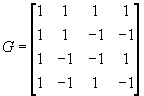 G = [1 1 1 1
1 1 −1 −1
1 −1 −1 1
1 −1 1 −1]